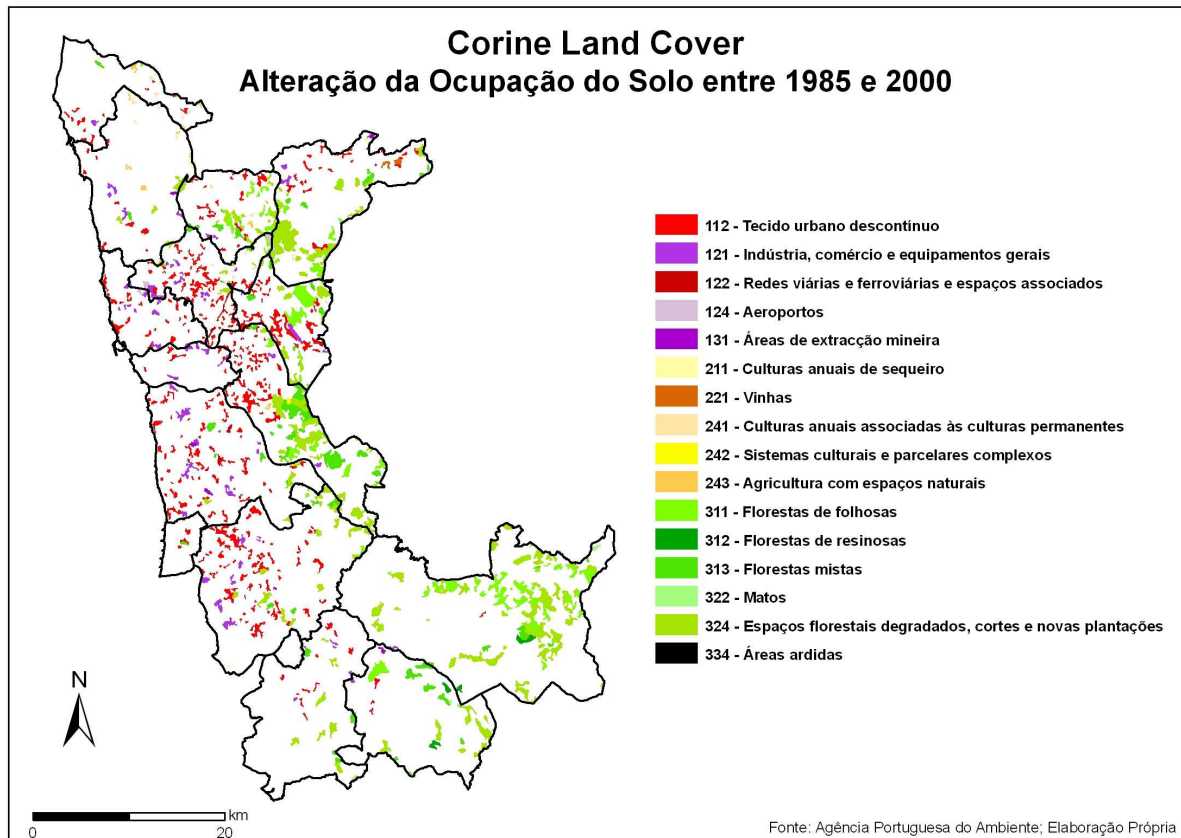 Corine Land Cover
Alteração da Ocupação do Solo entre 1985 e 2000
112 - Tecido urbano descontínuo
121 - Indústria, comércio e equipamentos gerais
122 - Redes viárias e ferroviárias e espaços associados
124 - Aeroportos
131 - Áreas de extracção mineira
211 - Culturas anuais de sequeiro
221 - Vinhas
241 - Culturas anuais associadas às culturas permanentes
242 - Sistemas culturais e parcelares complexos
243 - Agricultura com espaços naturais
311 - Florestas de folhosas
312 - Florestas de resinosas
313 - Florestas mistas
322 - Matos
324 - Espaços florestais degradados, cortes e novas plantações
334 - Áreas ardidas
N
km
0 20
Fonte: Agência Portuguesa do Ambiente; Elaboração Própria